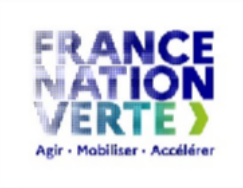 FRANCE
NATION
VERTE >
Agir • Mobiliser • Accélérer